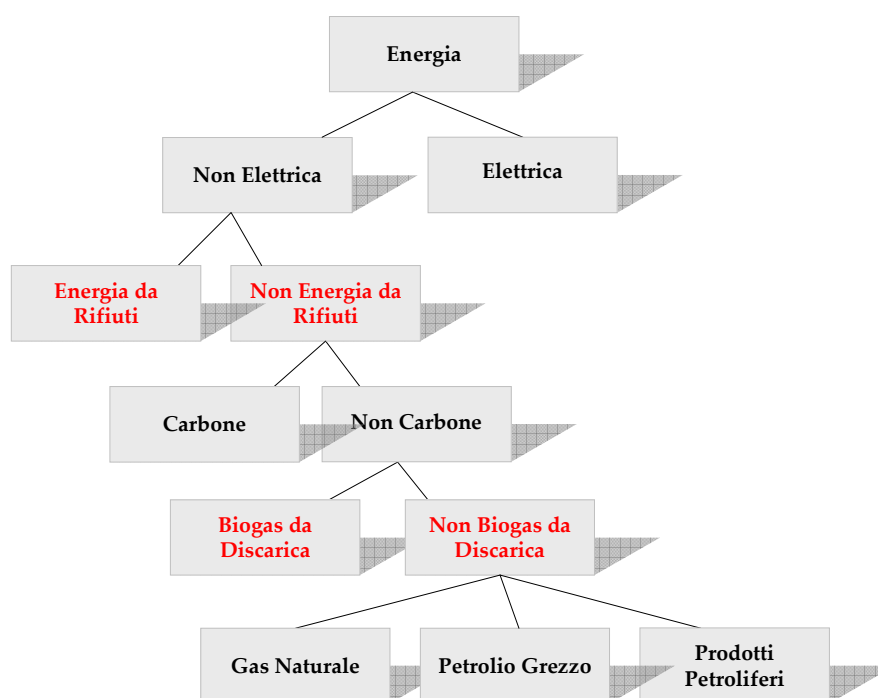 Energia
Non Elettrica
Elettrica
Energia da
Rifiuti
Non Energia da
Rifiuti
Carbone
Non Carbone
Biogas da
Discarica
Non Biogas da
Discarica
Gas Naturale
Petrolio Grezzo
Prodotti
Petroliferi